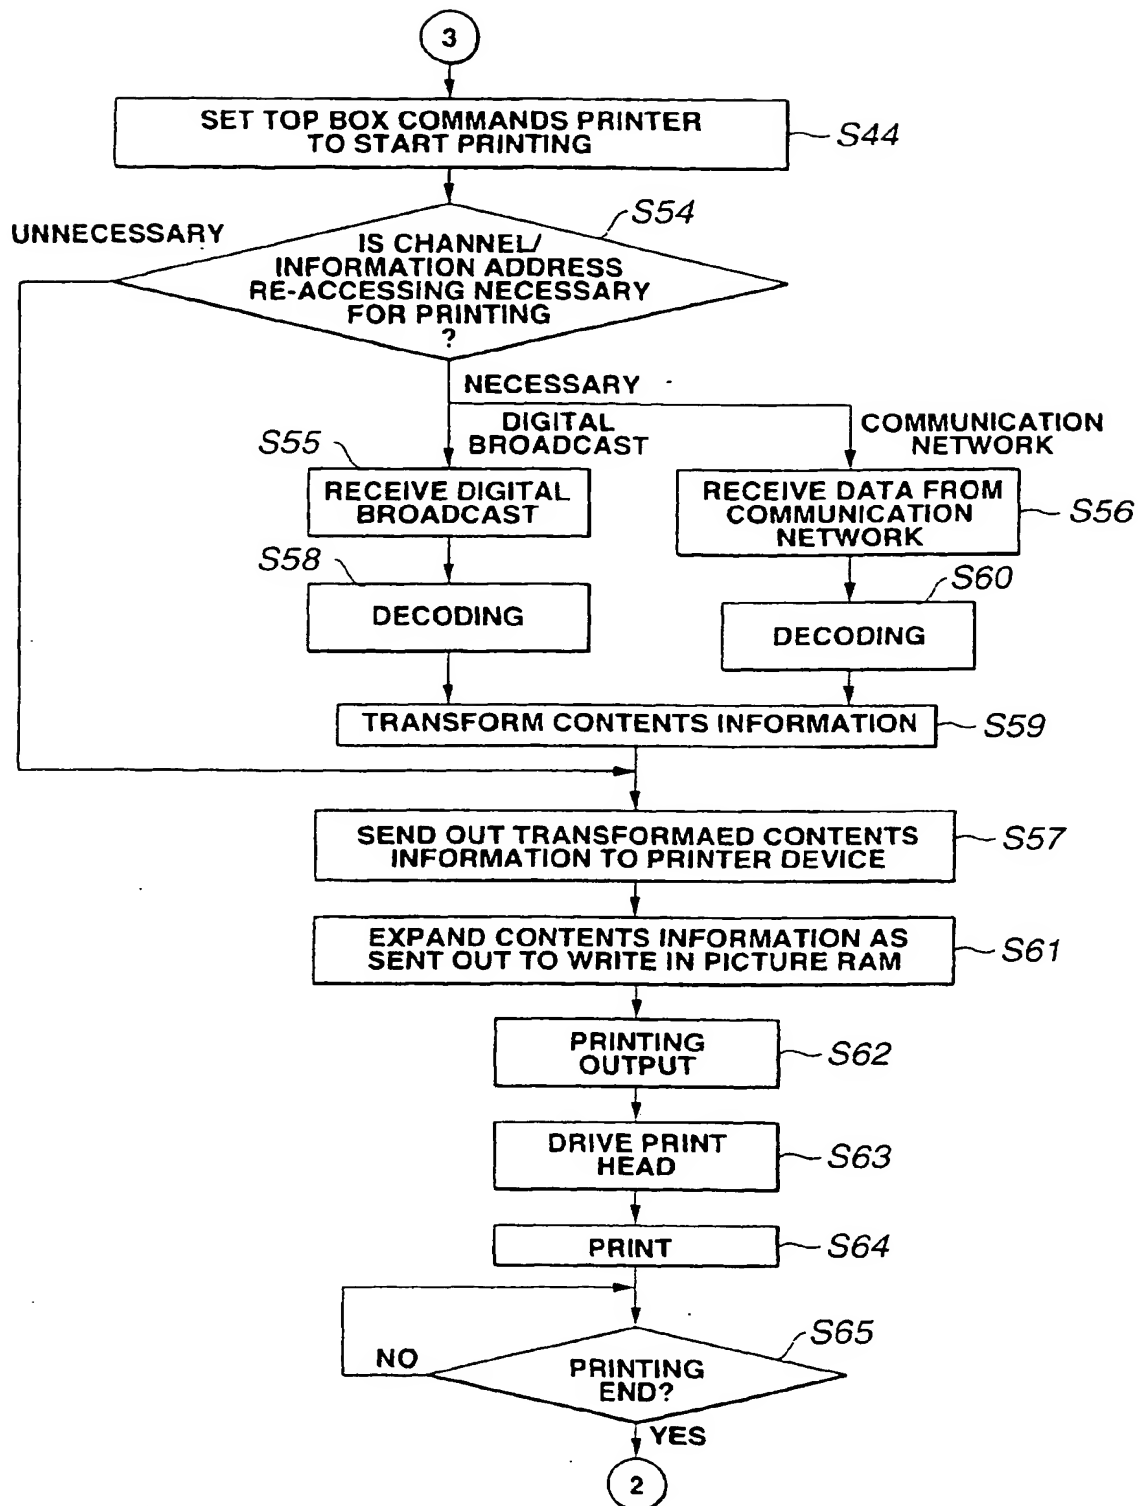 3
SET TOP BOX COMMANDS PRINTER
TO START PRINTING
S44
S54
UNNECESSARY
IS CHANNEL/
INFORMATION ADDRESS
RE-ACCESSING NECESSARY
FOR PRINTING
?
NECESSARY
DIGITAL
BROADCAST
COMMUNICATION
NETWORK
S55
RECEIVE DIGITAL
BROADCAST
RECEIVE DATA FROM
COMMUNICATION
NETWORK
S56
S58
DECODING
S60
DECODING
TRANSFORM CONTENTS INFORMATION
S59
SEND OUT TRANSFORMAED CONTENTS
INFORMATION TO PRINTER DEVICE
S57
EXPAND CONTENTS INFORMATION AS
SENT OUT TO WRITE IN PICTURE RAM
S61
PRINTING
OUTPUT
S62
DRIVE PRINT
HEAD
S63
PRINT
S64
S65
NO
PRINTING
END?
YES
2